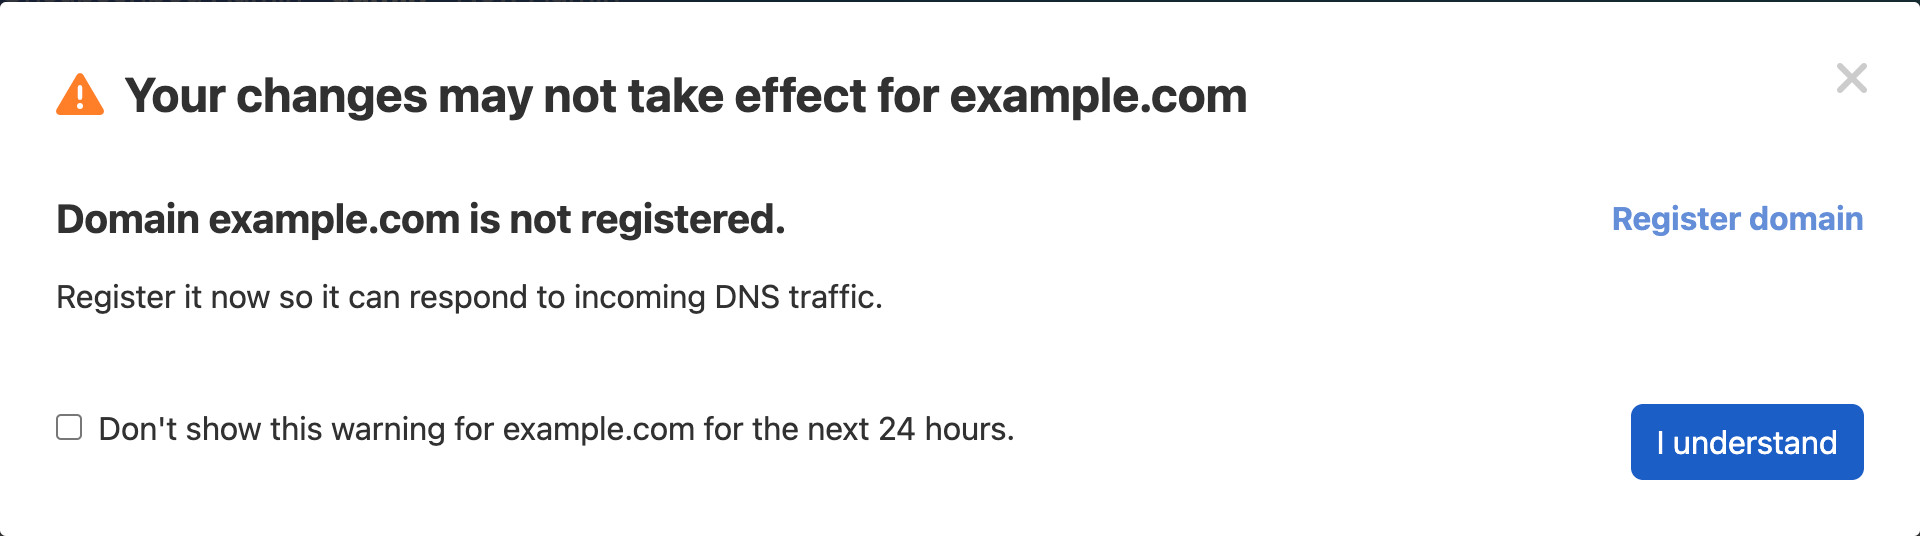 Your changes may not take effect for example.com
Domain example.com is not registered.
Register domain
Register it now so it can respond to incoming DNS traffic.
Don't show this warning for example.com for the next 24 hours.
I understand